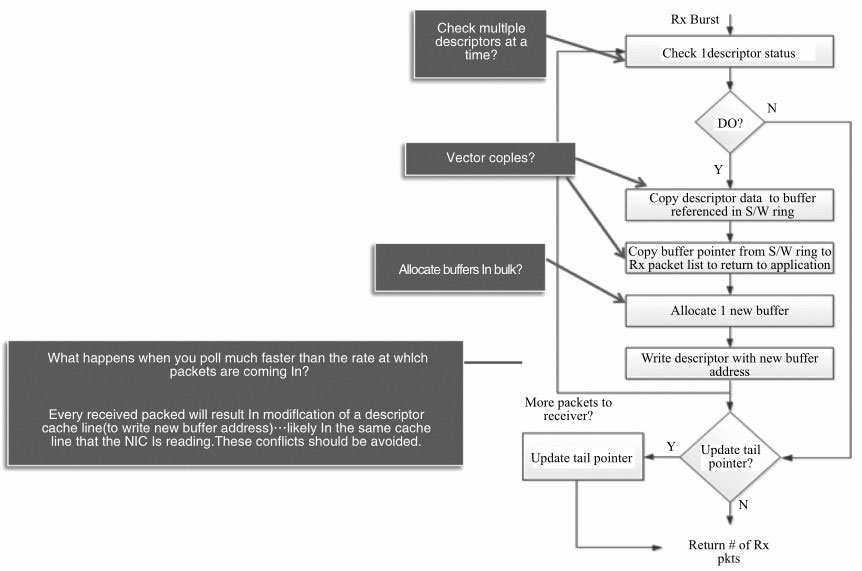 Check multlple
descriptors at a
time?
Rx Burst
Check 1descriptor status
DO?
N
Y
Vector coples?
Copy descriptor data to buffer
referenced in S/W ring
Copy buffer pointer from S/W ring to
Rx packet list to return to application
Allocate buffers In bulk?
Allocate 1 new buffer
Write descriptor with new buffer
address
What happens when you poll much faster than the rate at whlch
packets are coming In?
Every received packed will result In modiflcation of a descriptor
cache line(to write new buffer address)···likely In the same cache
line that the NIC Is reading.These conflicts should be avoided.
More packets to
receiver?
Update tail
pointer?
Y
Update tail pointer
N
Return # of Rx
pkts